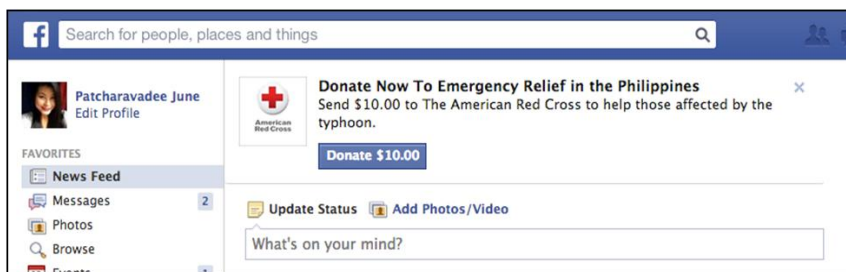 f
Search for people, places and things
Patcharavadee June
Edit Profile
American
Red Cross
Donate Now To Emergency Relief in the Philippines
Send $10.00 to The American Red Cross to help those affected by the
typhoon.
Donate $10.00
FAVORITES
News Feed
Messages 2
Photos
Browse
Events 1
Update Status Add Photos/Video
What's on your mind?